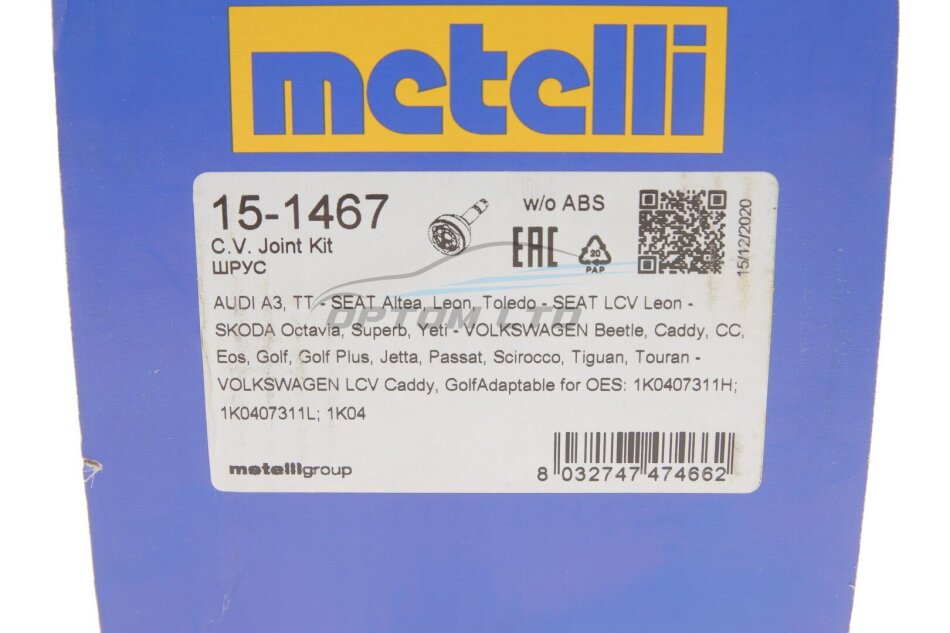 metelli
15-1467
w/o ABS
C.V. Joint Kit
ШРУС
EAC
20
PAP
15/12/2020
AUDI A3, TT - SEAT Altea, Leon, Toledo - SEAT LCV Leon -
SKODA Octavia, Superb, Yeti - VOLKSWAGEN Beetle, Caddy, CC,
Eos, Golf, Golf Plus, Jetta, Passat, Scirocco, Tiguan, Touran -
VOLKSWAGEN LCV Caddy, GolfAdaptable for OES: 1K0407311H;
1K0407311L; 1K04
OPTOM LTD
metelligroup
8 032747 474662